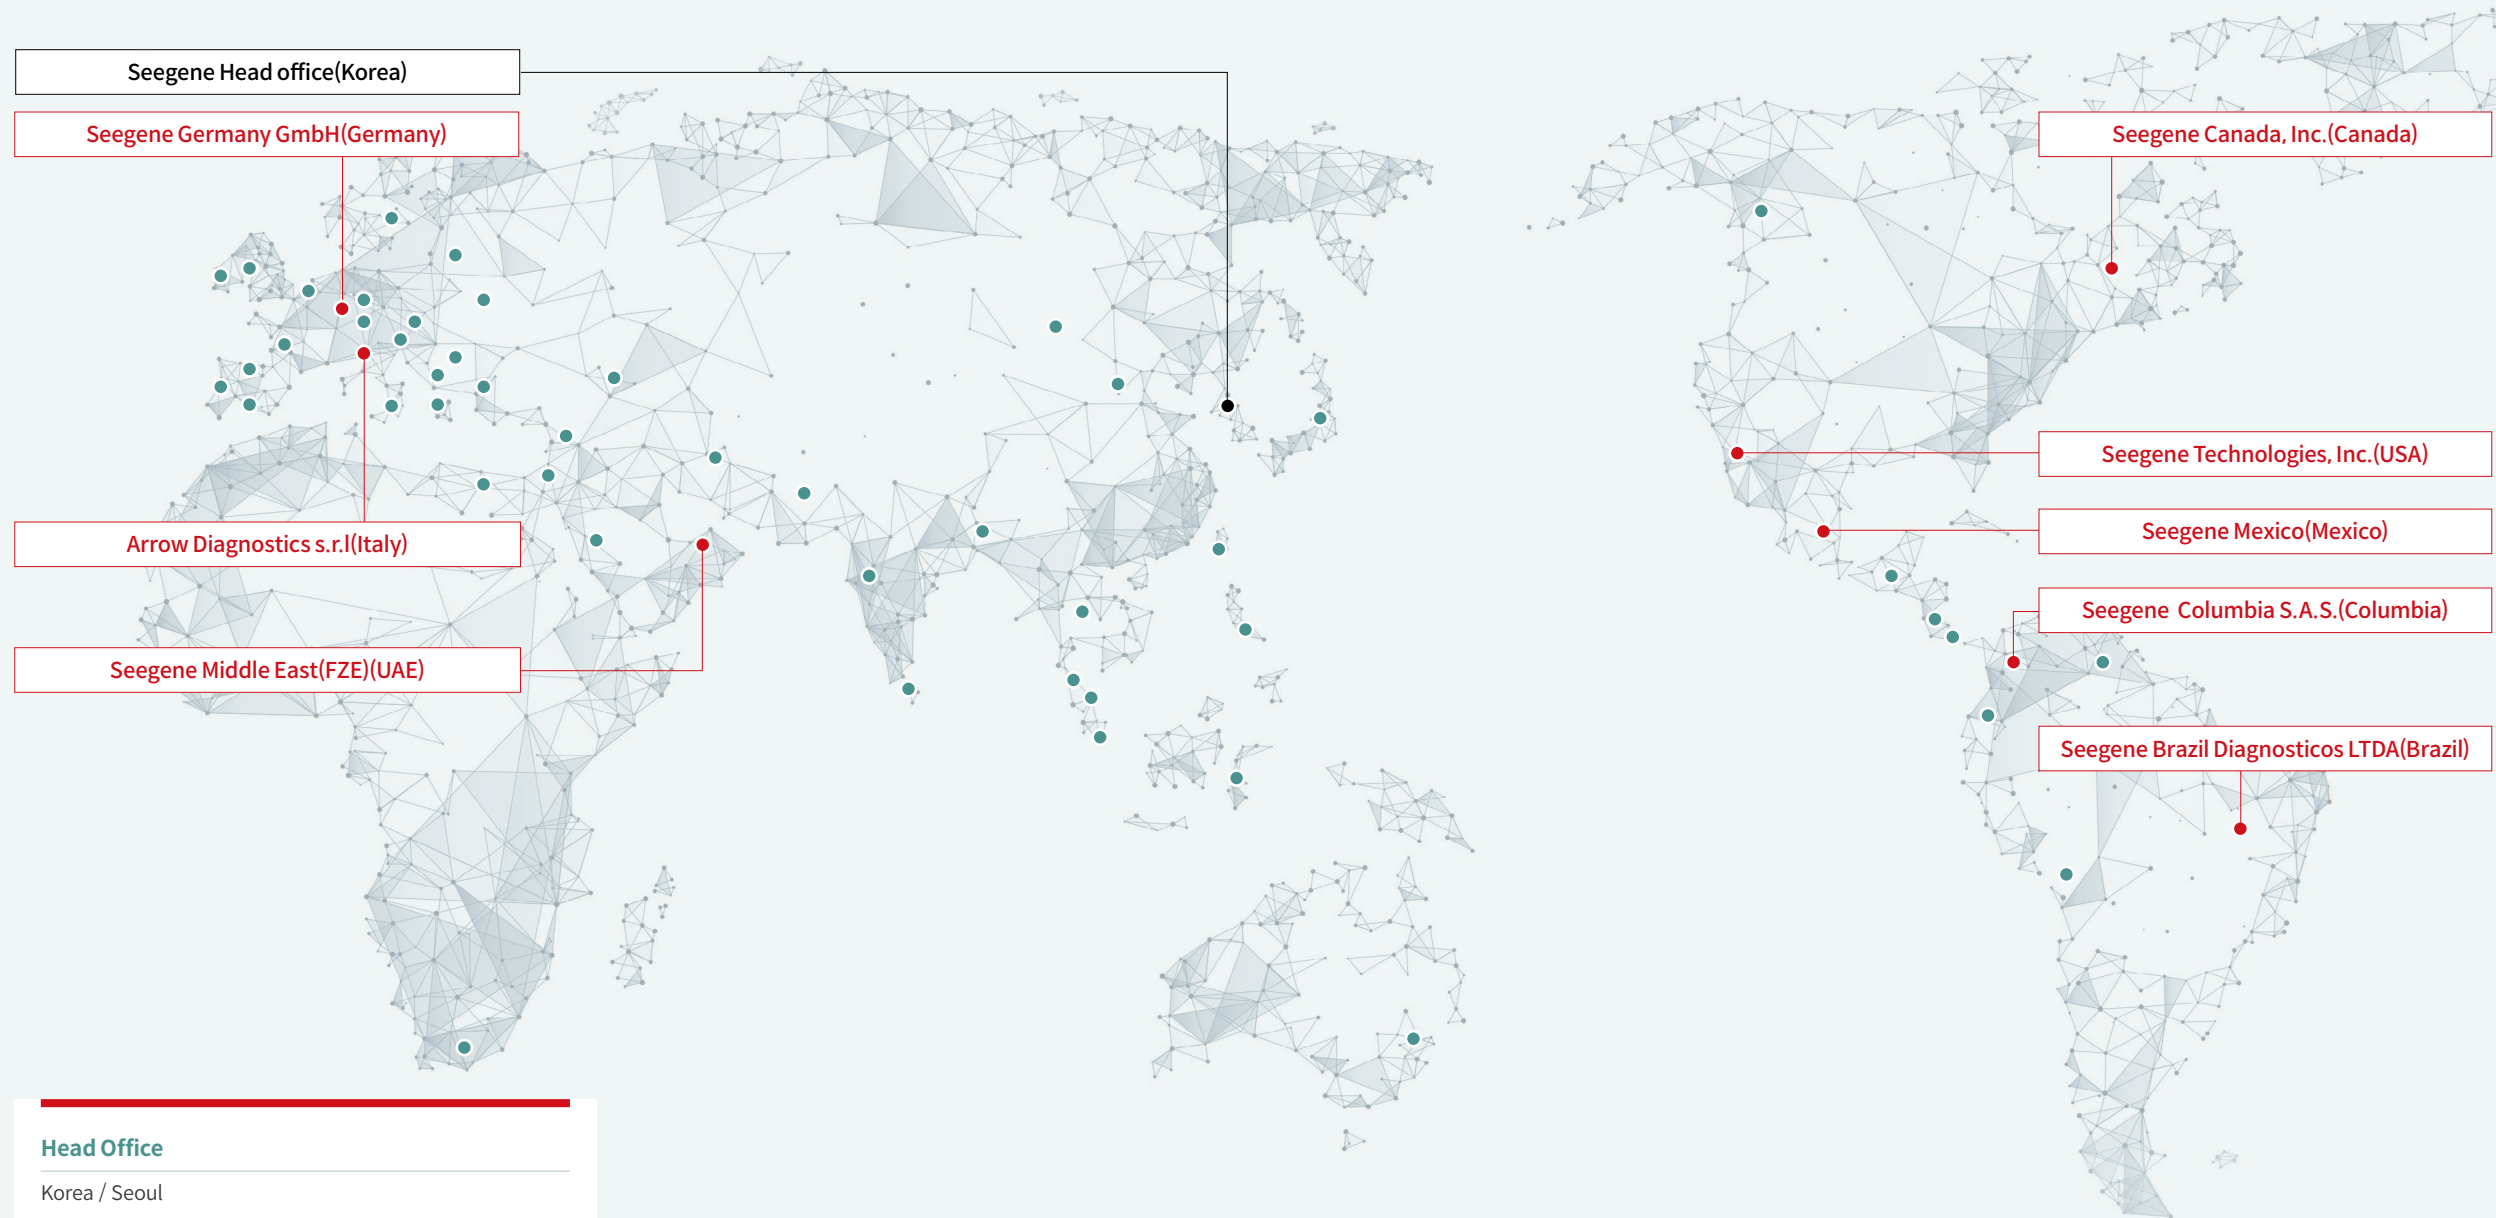 Seegene Head office(Korea)
Seegene Germany GmbH(Germany)
Seegene Canada, Inc.(Canada)
Seegene Technologies, Inc.(USA)
Arrow Diagnostics s.r.l(Italy)
Seegene Mexico(Mexico)
Seegene Columbia S.A.S.(Columbia)
Seegene Middle East(FZE)(UAE)
Seegene Brazil Diagnosticos LTDA(Brazil)
Head Office
Korea / Seoul